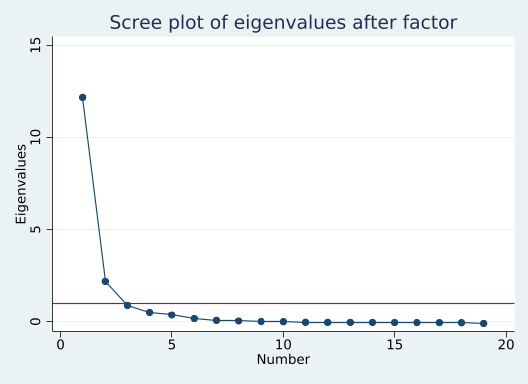 Scree plot of eigenvalues after factor
15
10
5
0
Eigenvalues
0 5 10 15 20
Number